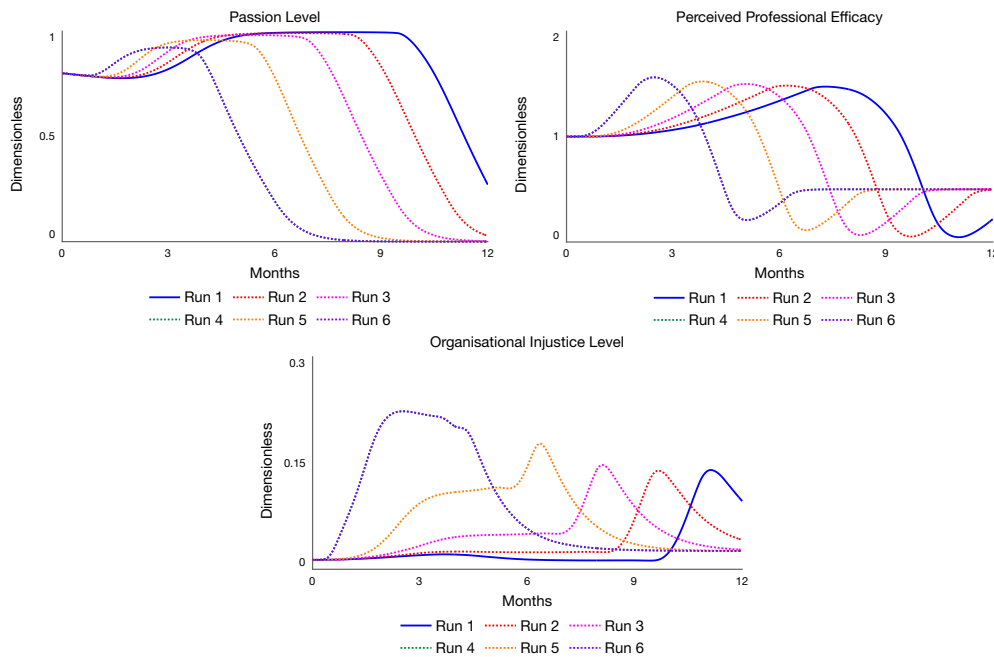 Passion Level
1
0.5
0
Dimensionless
0 3 6 9 12
Months
Run 1 Run 2 Run 3
Run 4 Run 5 Run 6
Perceived Professional Efficacy
2
1
0
Dimensionless
0 3 6 9 12
Months
Run 1 Run 2 Run 3
Run 4 Run 5 Run 6
Organisational Injustice Level
0.3
0.15
0
Dimensionless
0 3 6 9 12
Months
Run 1 Run 2 Run 3
Run 4 Run 5 Run 6